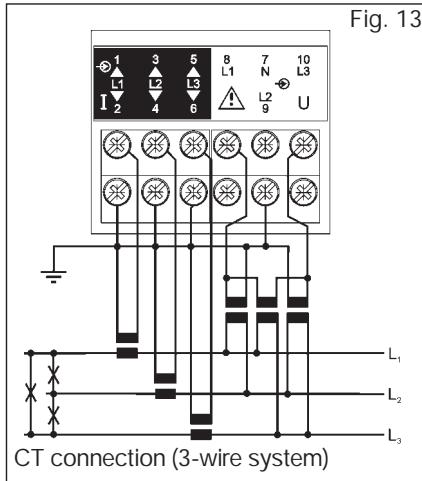 Fig. 13
1 3 5 8 7 10
L1 N L3
L1 L2 L3
I L2 U
2 4 6 9
L1
L2
L3
CT connection (3-wire system)